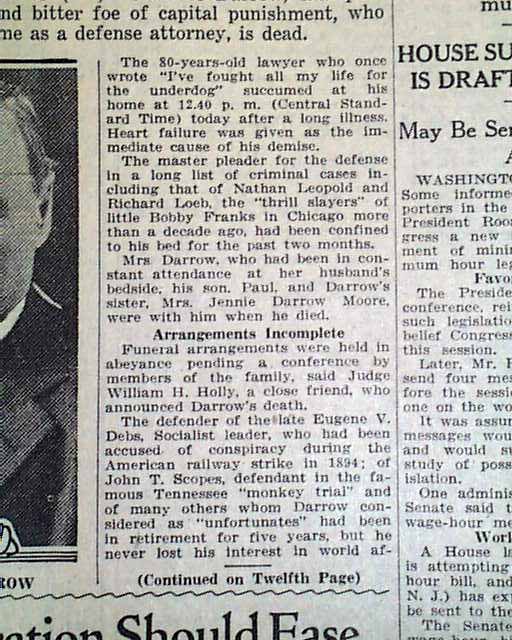 nd bitter foe of capital punishment, who
me as a defense attorney, is dead.
The 80-years-old lawyer who once
wrote "I've fought all my life for
the underdog" succumed at his
home at 12.40 p. m. (Central Stand-
ard Time) today after a long illness.
Heart failure was given as the im-
mediate cause of his demise.
The master pleader for the defense
in a long list of criminal cases in-
cluding that of Nathan Leopold and
Richard Loeb, the "thrill slayers" of
little Bobby Franks in Chicago more
than a decade ago, had been confined
to his bed for the past two months.
Mrs. Darrow, who had been in con-
stant attendance at her husband's
bedside, his son. Paul, and Darrow's
sister, Mrs. Jennie Darrow Moore,
were with him when he died.
Arrangements Incomplete
Funeral arrangements were held in
abeyance pending a conference by
members of the family, said Judge
William H. Holly, a close friend, who
announced Darrow's death.
The defender of the late Eugene V.
Debs, Socialist leader, who had been
accused of conspiracy during the
American railway strike in 1894; of
John T. Scopes, defendant in the fa-
mous Tennessee "monkey trial" and
of many others whom Darrow con-
sidered as "unfortunates" had been
in retirement for five years, but he
never lost his interest in world af-
(Continued on Twelfth Page)
ROW
ation Should Ease
mu
HOUSE SU
IS DRAFT
May Be Sen
A
WASHINGTO
Some informe
porters in the
President Roo
gress a new
ment of mini
mum hour leg
Favo
The Preside
conference, rei
such legislatio
belief Congress
this session.
Later, Mr. R
send four mes
fore the sessi
one on the wo
It was assum
messages wou
and would su
study of poss
islation.
One adminis
Senate said t
wage-hour me
Work
A House la
is attempting
hour bill, and
N. J.) has exp
be sent to the
The Senate